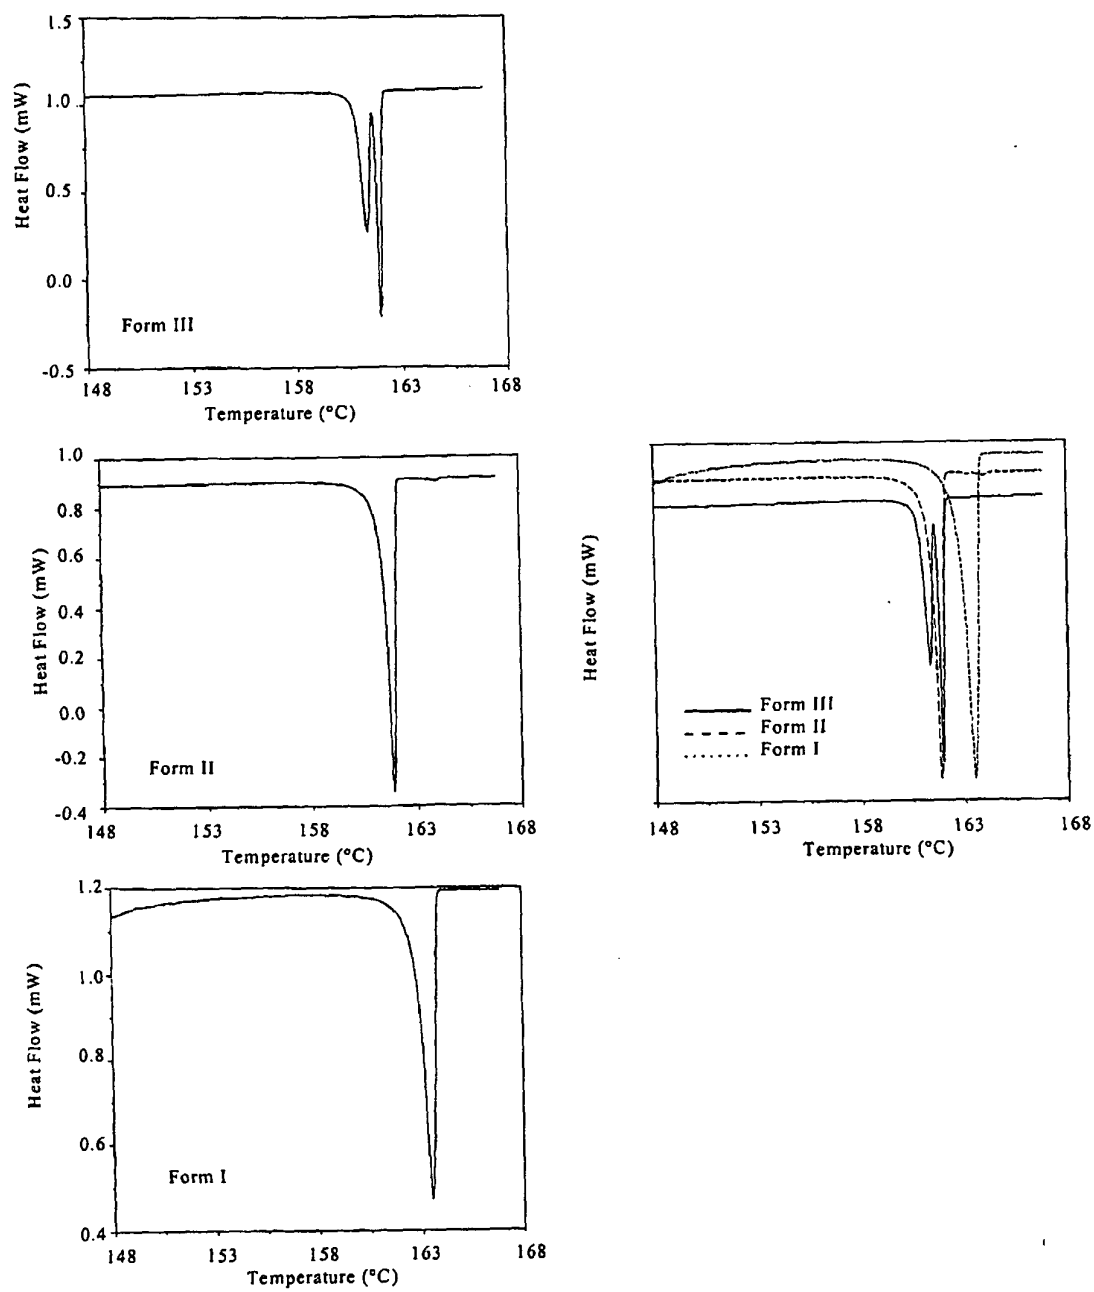 1.5
1.0
0.5
0.0
-0.5
Heat Flow (mW)
Form III
148 153 158 163 168
Temperature (°C)
1.0
0.8
0.6
0.4
0.2
0.0
-0.2
-0.4
Heat Flow (mW)
Form II
148 153 158 163 168
Temperature (°C)
Heat Flow (mW)
Form III
Form II
Form I
148 153 158 163 168
Temperature (°C)
1.2
1.0
0.8
0.6
0.4
Heat Flow (mW)
Form I
148 153 158 163 168
Temperature (°C)